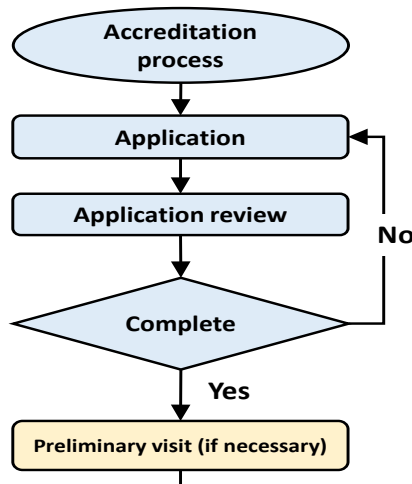 Accreditation
process
Application
Application review
No
Complete
Yes
Preliminary visit (if necessary)